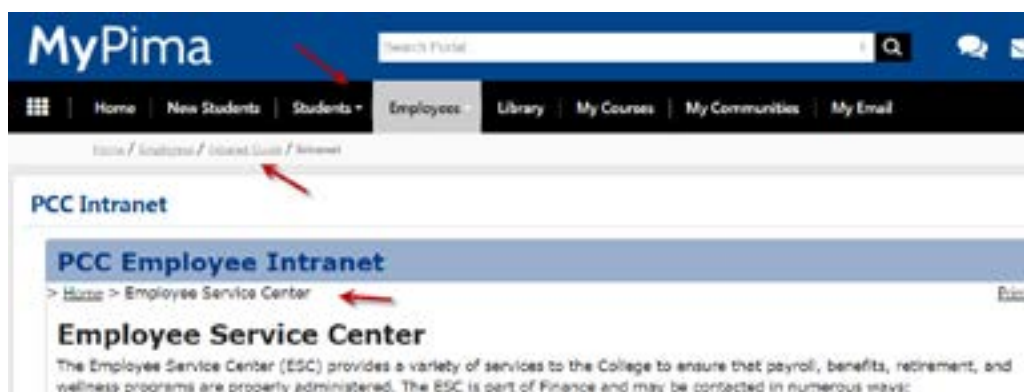 MyPima
Search Portal
Home New Students Students Employees Library My Courses My Communities My Email
Home / Employees / Intranet Guide / Intranet
PCC Intranet
PCC Employee Intranet
> Home > Employee Service Center
Employee Service Center
The Employee Service Center (ESC) provides a variety of services to the College to ensure that payroll, benefits, retirement, and
wellness programs are properly administered. The ESC is part of Finance and may be contacted in numerous ways: